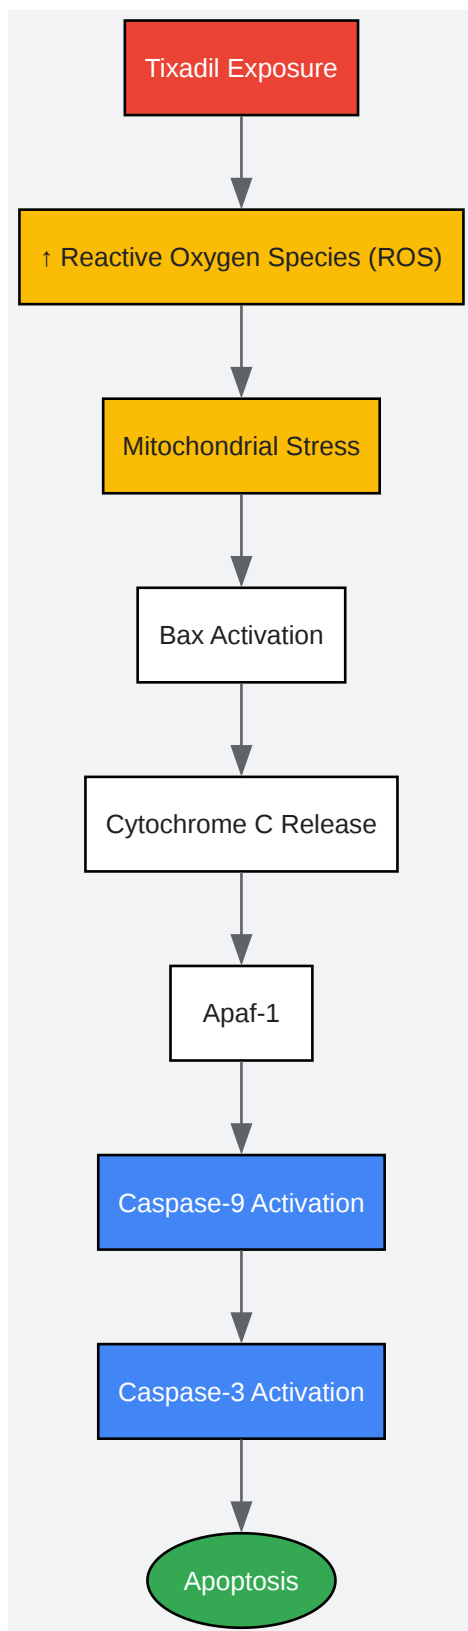 Tixadil Exposure
↑ Reactive Oxygen Species (ROS)
Mitochondrial Stress
Bax Activation
Cytochrome C Release
Apaf-1
Caspase-9 Activation
Caspase-3 Activation
Apoptosis